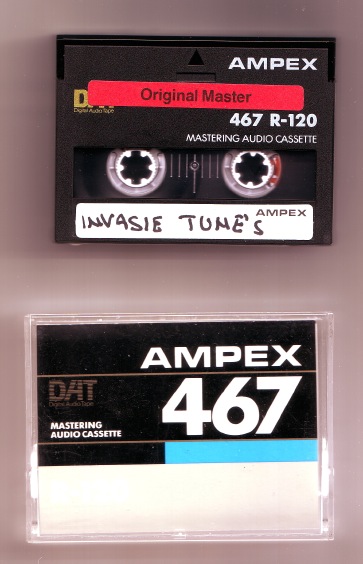 AMPEX
DAT
Digital Audio Tape
Original Master
467 R-120
MASTERING AUDIO CASSETTE
AMPEX
INVASIE TUNE'S
AMPEX
467
DAT
Digital Audio Tape
MASTERING
AUDIO CASSETTE